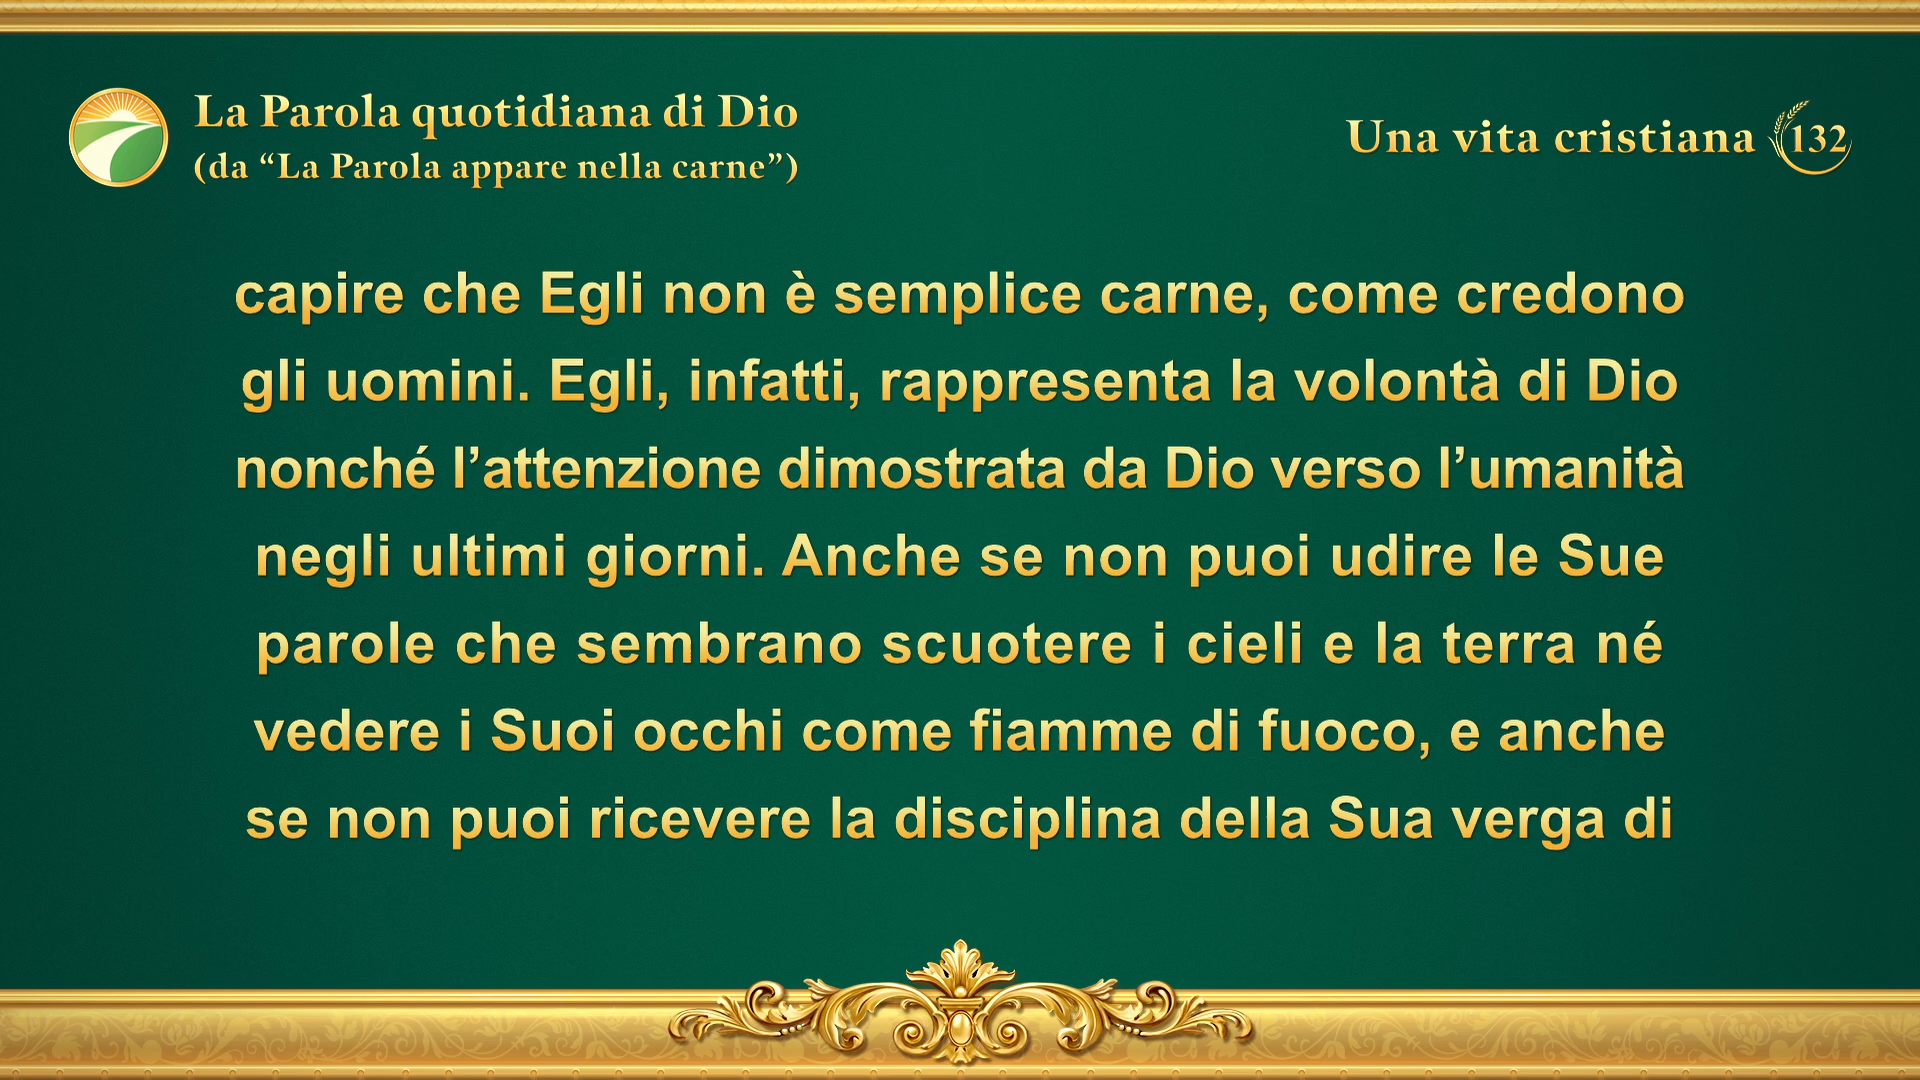 La Parola quotidiana di Dio
(da “La Parola appare nella carne”)
Una vita cristiana 132
capire che Egli non è semplice carne, come credono
gli uomini. Egli, infatti, rappresenta la volontà di Dio
nonché l’attenzione dimostrata da Dio verso l’umanità
negli ultimi giorni. Anche se non puoi udire le Sue
parole che sembrano scuotere i cieli e la terra né
vedere i Suoi occhi come fiamme di fuoco, e anche
se non puoi ricevere la disciplina della Sua verga di